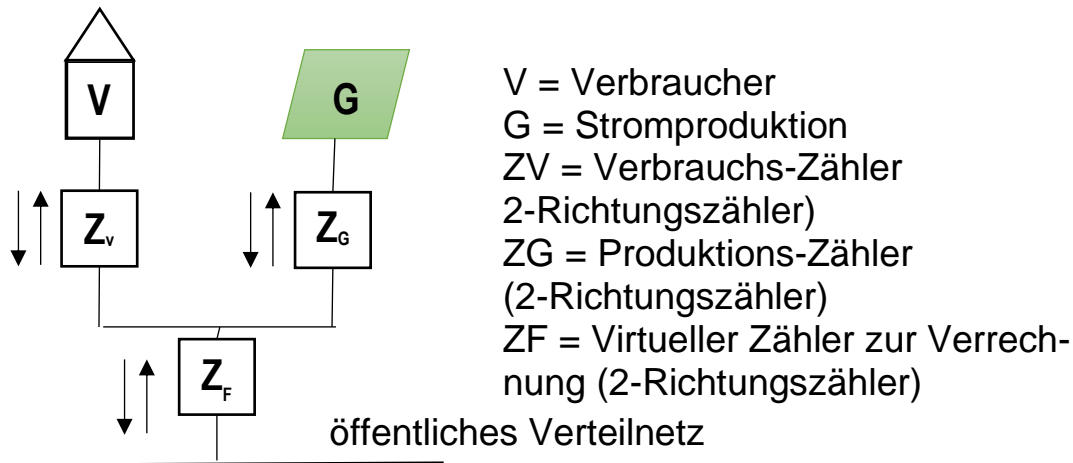 V
G
V = Verbraucher
G = Stromproduktion
ZV = Verbrauchs-Zähler
2-Richtungszähler)
Zv
ZG
ZG = Produktions-Zähler
(2-Richtungszähler)
ZF = Virtueller Zähler zur Verrech-
nung (2-Richtungszähler)
ZF
öffentliches Verteilnetz